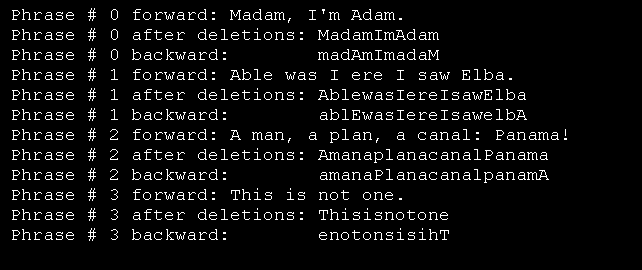 Phrase # 0 forward: Madam, I'm Adam.
Phrase # 0 after deletions: MadamImAdam
Phrase # 0 backward:        madAmImadaM
Phrase # 1 forward: Able was I ere I saw Elba.
Phrase # 1 after deletions: AblewasIereIsawElba
Phrase # 1 backward:        ablEwasIereIsawelbA
Phrase # 2 forward: A man, a plan, a canal: Panama!
Phrase # 2 after deletions: AmanaplanacanalPanama
Phrase # 2 backward:        amanaPlanacanalpanamA
Phrase # 3 forward: This is not one.
Phrase # 3 after deletions: Thisisnotone
Phrase # 3 backward:        enotonsisihT